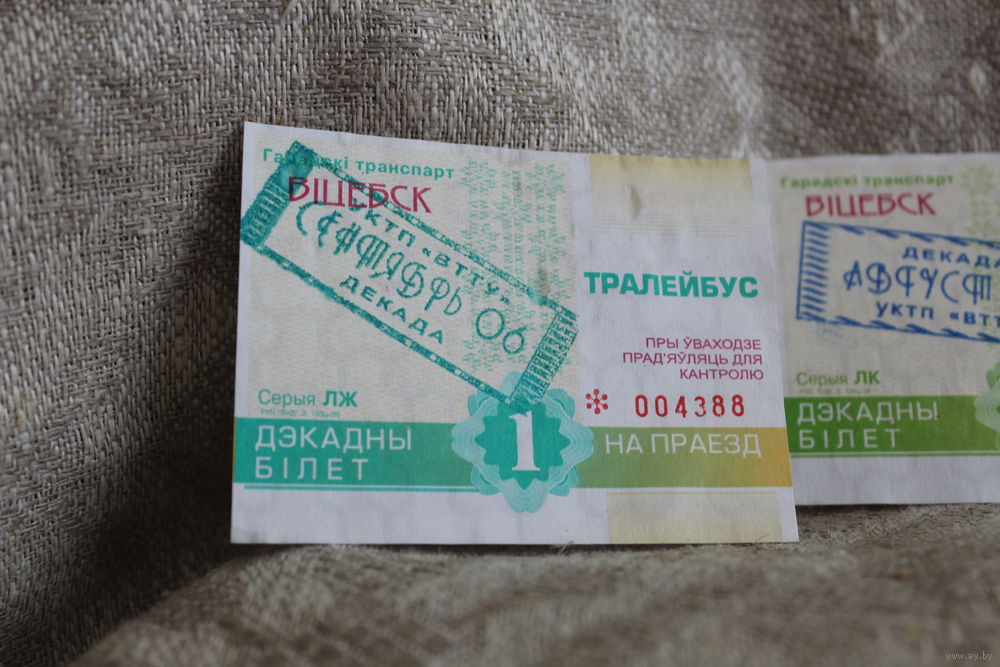 Гарадскі транспарт
ВІЦЕБСК
УКТП «ВТТУ»
СЕНТЯБРЬ 06
ДЕКАДА
Серыя ЛЖ
ДЭКАДНЫ
БІЛЕТ
1
ТРАЛЕЙБУС
ПРЫ ЎВАХОДЗЕ
ПРАД'ЯЎЛЯЦЬ ДЛЯ
КАНТРОЛЮ
* 004388
НА ПРАЕЗД
Гарадскі транспарт
ВІЦЕБСК
ДЕКАДА
АВГУСТ
УКТП «ВТТ
Серыя ЛК
ДЭКАДНЫ
БІЛЕТ
www.ay.by